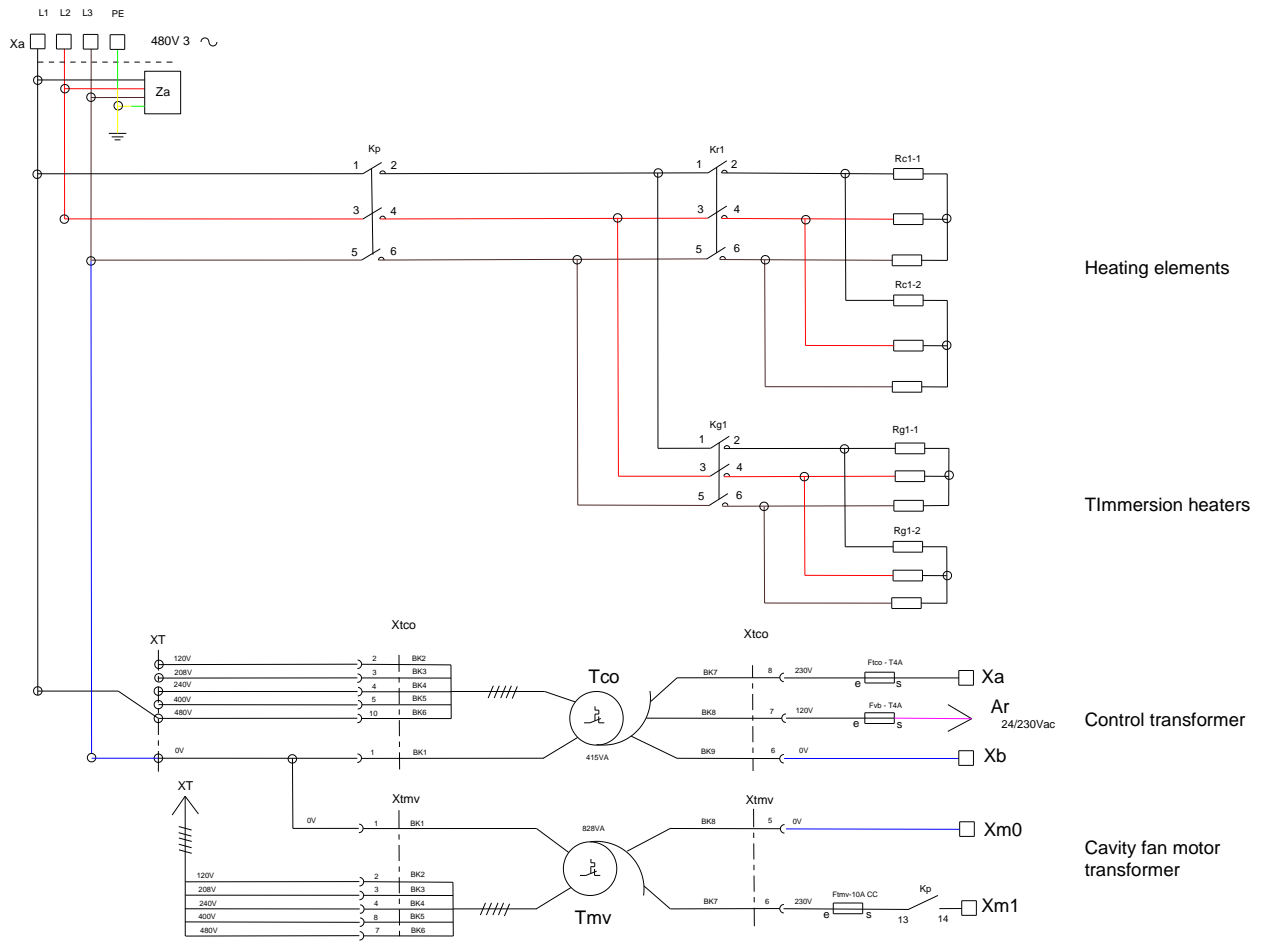 L1 L2 L3 PE
Xa 480V 3
Za
Kp Kr1 Rc1-1
1 2 1 2
3 4 3 4
5 6 5 6
Heating elements
Rc1-2
Kg1 Rg1-1
1 2
3 4
5 6
TImmersion heaters
Rg1-2
Xtco Xtco
XT
120V 2 BK2
208V 3 BK3
240V 4 BK4
400V 5 BK5
480V 10 BK6
0V 1 BK1
Tco
415VA
BK7 8 230V Ftco - T4A e s Xa
BK8 7 120V Fvb - T4A e s Ar
24/230Vac
Control transformer
BK9 6 0V Xb
XT Xtmv Xtmv
0V 1 BK1 828VA BK8 5 0V Xm0
Cavity fan motor
transformer
120V 2 BK2
208V 3 BK3
240V 4 BK4
400V 8 BK5
480V 7 BK6
Tmv
BK7 6 230V Ftmv-10A CC e s Kp 13 14 Xm1